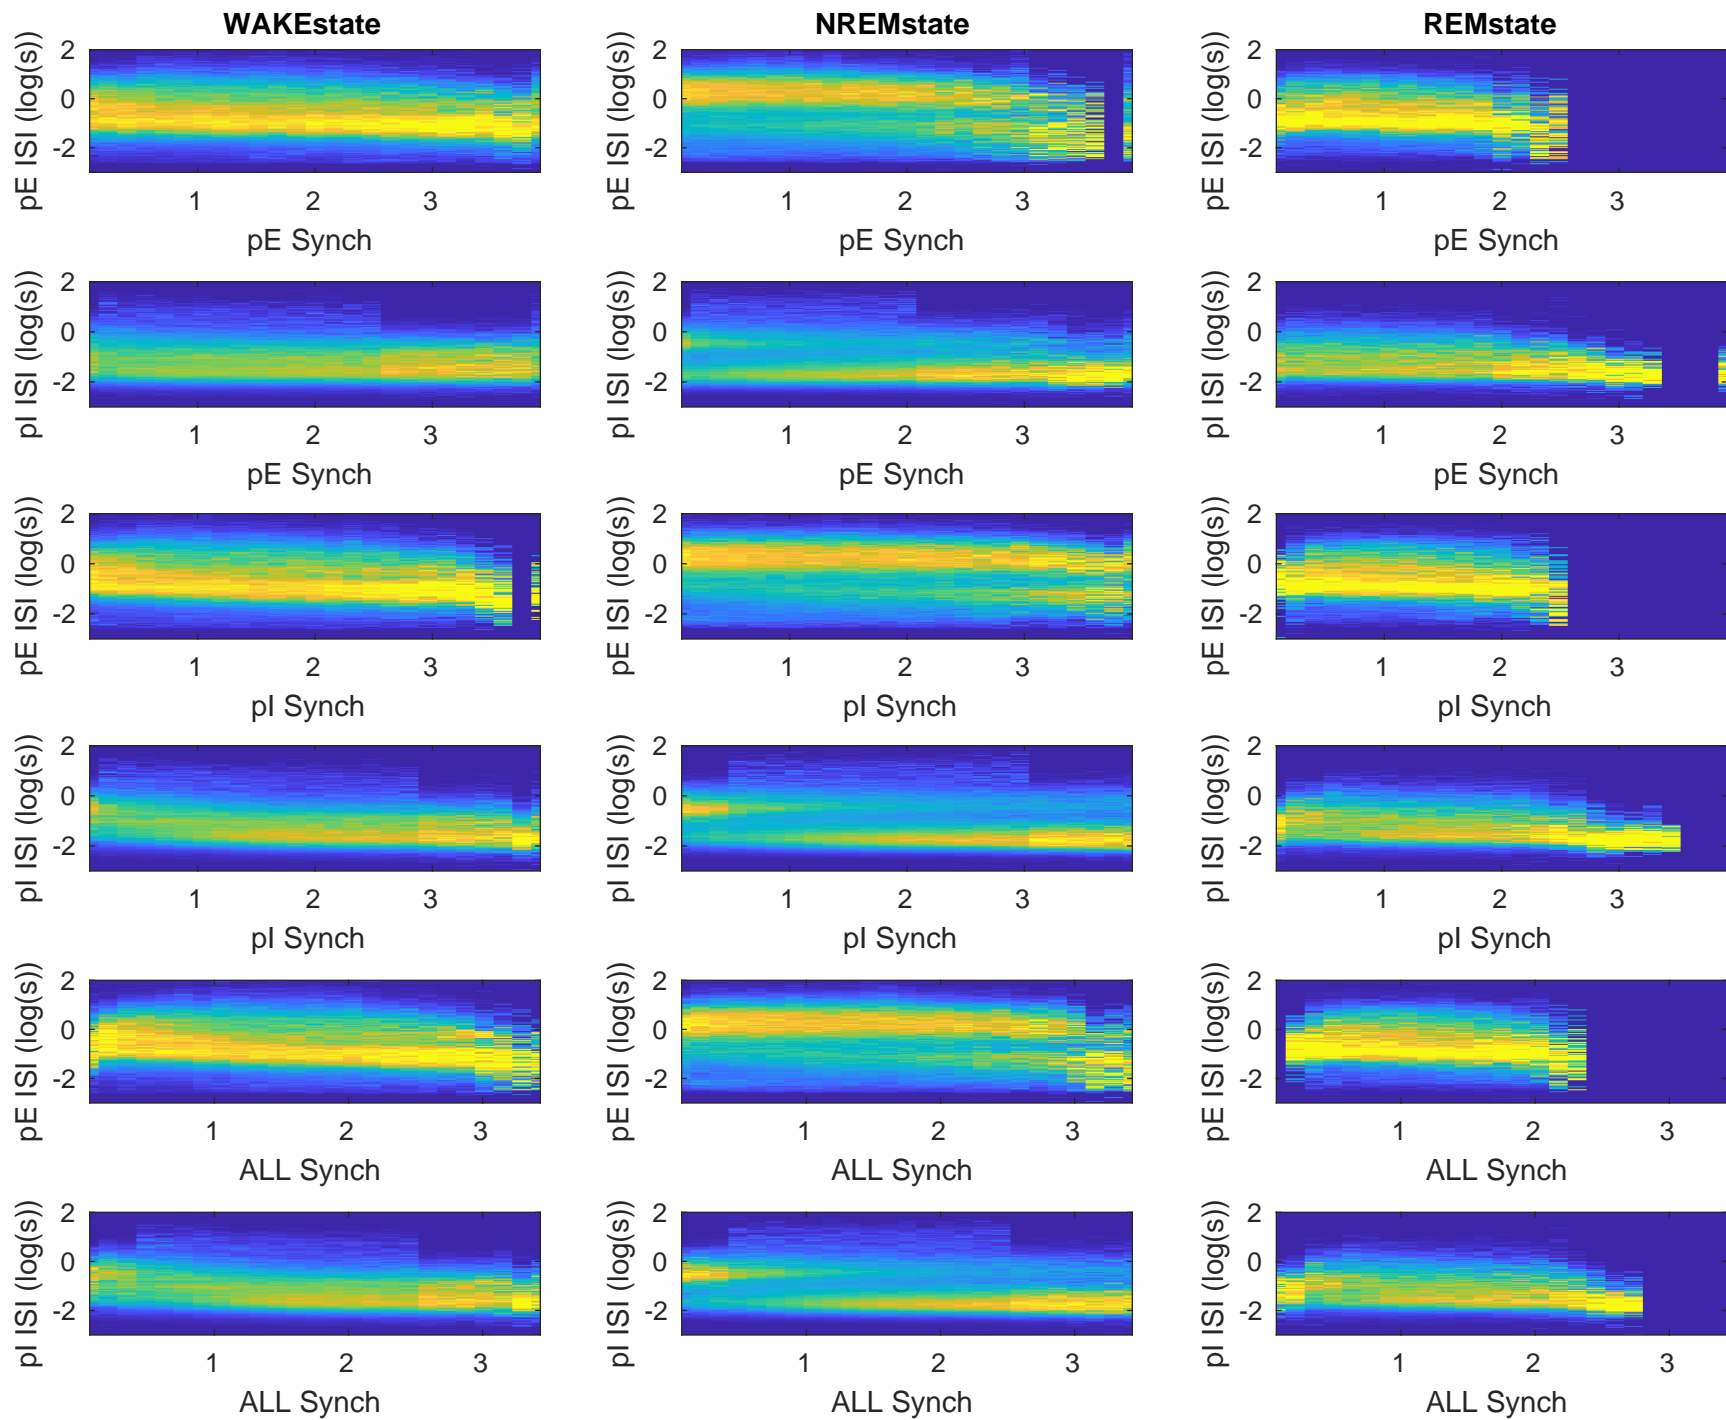 WAKEstate NREMstate REMstate
pE ISI (log(s)) 2 0 -2 pE ISI (log(s)) 2 0 -2 pE ISI (log(s)) 2 0 -2
1 2 3 1 2 3 1 2 3
pE Synch pE Synch pE Synch
pI ISI (log(s)) 2 0 -2 pI ISI (log(s)) 2 0 -2 pI ISI (log(s)) 2 0 -2
1 2 3 1 2 3 1 2 3
pE Synch pE Synch pE Synch
pE ISI (log(s)) 2 0 -2 pE ISI (log(s)) 2 0 -2 pE ISI (log(s)) 2 0 -2
1 2 3 1 2 3 1 2 3
pI Synch pI Synch pI Synch
pI ISI (log(s)) 2 0 -2 pI ISI (log(s)) 2 0 -2 pI ISI (log(s)) 2 0 -2
1 2 3 1 2 3 1 2 3
pI Synch pI Synch pI Synch
pE ISI (log(s)) 2 0 -2 pE ISI (log(s)) 2 0 -2 pE ISI (log(s)) 2 0 -2
1 2 3 1 2 3 1 2 3
ALL Synch ALL Synch ALL Synch
pI ISI (log(s)) 2 0 -2 pI ISI (log(s)) 2 0 -2 pI ISI (log(s)) 2 0 -2
1 2 3 1 2 3 1 2 3
ALL Synch ALL Synch ALL Synch